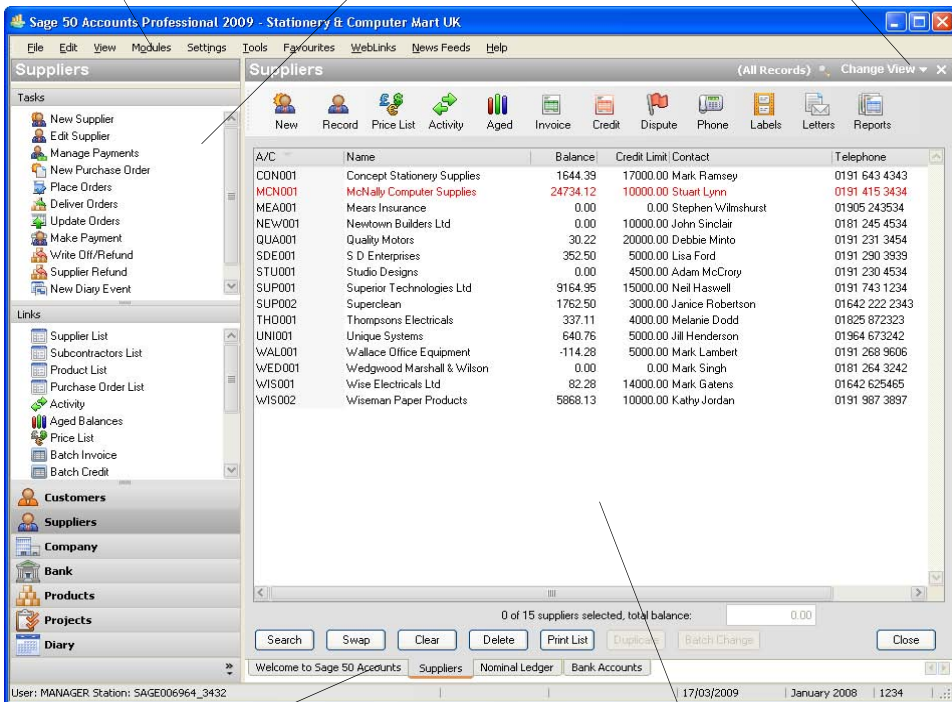 Sage 50 Accounts Professional 2009 - Stationery & Computer Mart UK
File Edit View Modules Settings Tools Favourites WebLinks News Feeds Help
Suppliers
Tasks
New Supplier
Edit Supplier
Manage Payments
New Purchase Order
Place Orders
Deliver Orders
Update Orders
Make Payment
Write Off/Refund
Supplier Refund
New Diary Event
Links
Supplier List
Subcontractors List
Product List
Purchase Order List
Activity
Aged Balances
Price List
Batch Invoice
Batch Credit
Customers
Suppliers
Company
Bank
Products
Projects
Diary
Suppliers (All Records) Change View
New Record Price List Activity Aged Invoice Credit Dispute Phone Labels Letters Reports
A/C Name Balance Credit Limit Contact Telephone
CON001 Concept Stationery Supplies 1644.39 17000.00 Mark Ramsey 0191 643 4343
MCN001 McNally Computer Supplies 24734.12 10000.00 Stuart Lynn 0191 415 3434
MEA001 Mears Insurance 0.00 0.00 Stephen Wilmshurst 01905 243534
NEW001 Newtown Builders Ltd 0.00 10000.00 John Sinclair 0181 245 4534
QUA001 Quality Motors 30.22 20000.00 Debbie Minto 0191 231 3454
SDE001 S D Enterprises 352.50 5000.00 Lisa Ford 0191 290 3939
STU001 Studio Designs 0.00 4500.00 Adam McCrory 0191 230 4534
SUP001 Superior Technologies Ltd 9164.95 15000.00 Neil Haswell 0191 743 1234
SUP002 Superclean 1762.50 3000.00 Janice Robertson 01642 222 2343
THO001 Thompsons Electricals 337.11 4000.00 Melanie Dodd 01825 872323
UNI001 Unique Systems 640.76 5000.00 Jill Henderson 01964 673242
WAL001 Wallace Office Equipment -114.28 5000.00 Mark Lambert 0191 268 9606
WED001 Wedgwood Marshall & Wilson 0.00 0.00 Mark Singh 0181 264 3242
WIS001 Wise Electricals Ltd 82.28 14000.00 Mark Gatens 01642 625465
WIS002 Wiseman Paper Products 5868.13 10000.00 Kathy Jordan 0191 987 3897
0 of 15 suppliers selected, total balance: 0.00
Search Swap Clear Delete Print List Duplicate Batch Change Close
Welcome to Sage 50 Accounts Suppliers Nominal Ledger Bank Accounts
User: MANAGER Station: SAGE006964_3432 17/03/2009 January 2008 1234